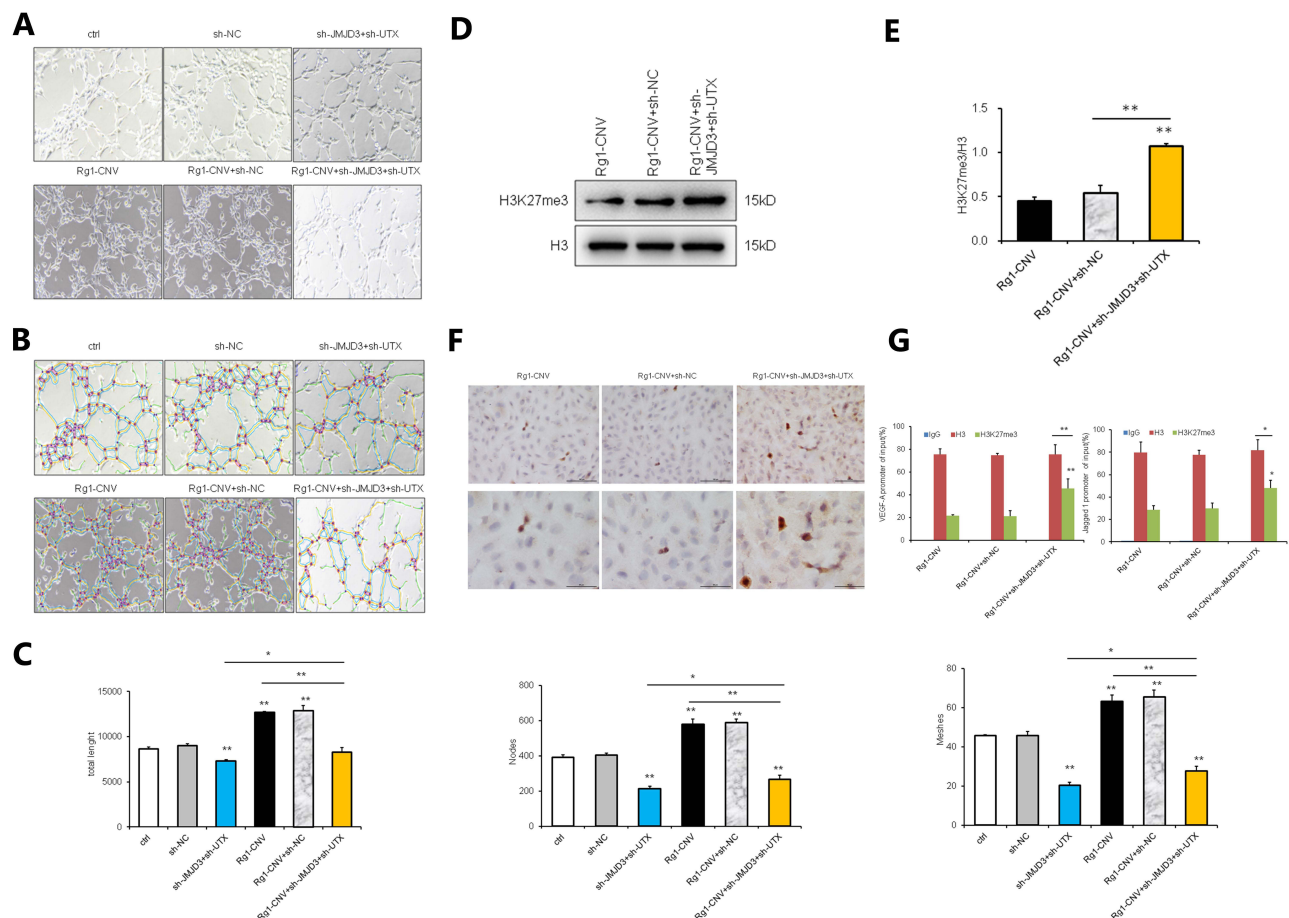 A
ctrl
sh-NC
sh-JMJD3+sh-UTX
Rg1-CNV
Rg1-CNV+sh-NC
Rg1-CNV+sh-JMJD3+sh-UTX
B
ctrl
sh-NC
sh-JMJD3+sh-UTX
Rg1-CNV
Rg1-CNV+sh-NC
Rg1-CNV+sh-JMJD3+sh-UTX
C
total lenght
15000
10000
5000
0
*
**
**
**
**
ctrl
sh-NC
sh-JMJD3+sh-UTX
Rg1-CNV
Rg1-CNV+sh-NC
Rg1-CNV+sh-JMJD3+sh-UTX
Nodes
800
600
400
200
0
*
**
**
**
**
**
ctrl
sh-NC
sh-JMJD3+sh-UTX
Rg1-CNV
Rg1-CNV+sh-NC
Rg1-CNV+sh-JMJD3+sh-UTX
Meshes
80
60
40
20
0
*
**
**
**
**
**
ctrl
sh-NC
sh-JMJD3+sh-UTX
Rg1-CNV
Rg1-CNV+sh-NC
Rg1-CNV+sh-JMJD3+sh-UTX
D
Rg1-CNV
Rg1-CNV+sh-NC
Rg1-CNV+sh-
JMJD3+sh-UTX
H3K27me3
15kD
H3
15kD
E
H3K27me3/H3
1.5
1.0
0.5
0.0
**
**
Rg1-CNV
Rg1-CNV+sh-NC
Rg1-CNV+sh-JMJD3+sh-UTX
F
Rg1-CNV
Rg1-CNV+sh-NC
Rg1-CNV+sh-JMJD3+sh-UTX
G
VEGF-A promoter of input(%)
100
80
60
40
20
0
IgG
H3
H3K27me3
**
**
Rg1-CNV
Rg1-CNV+sh-NC
Rg1-CNV+sh-JMJD3+sh-UTX
Jagged 1 promoter of input(%)
100
80
60
40
20
0
IgG
H3
H3K27me3
*
*
Rg1-CNV
Rg1-CNV+sh-NC
Rg1-CNV+sh-JMJD3+sh-UTX